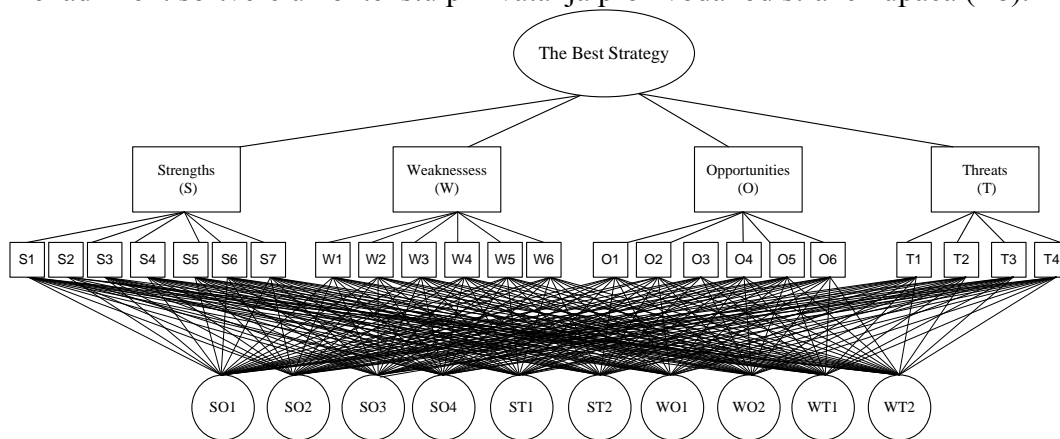 The Best Strategy
Strengths
(S)
Weaknessess
(W)
Opportunities
(O)
Threats
(T)
S1 S2 S3 S4 S5 S6 S7 W1 W2 W3 W4 W5 W6 O1 O2 O3 O4 O5 O6 T1 T2 T3 T4
SO1 SO2 SO3 SO4 ST1 ST2 WO1 WO2 WT1 WT2